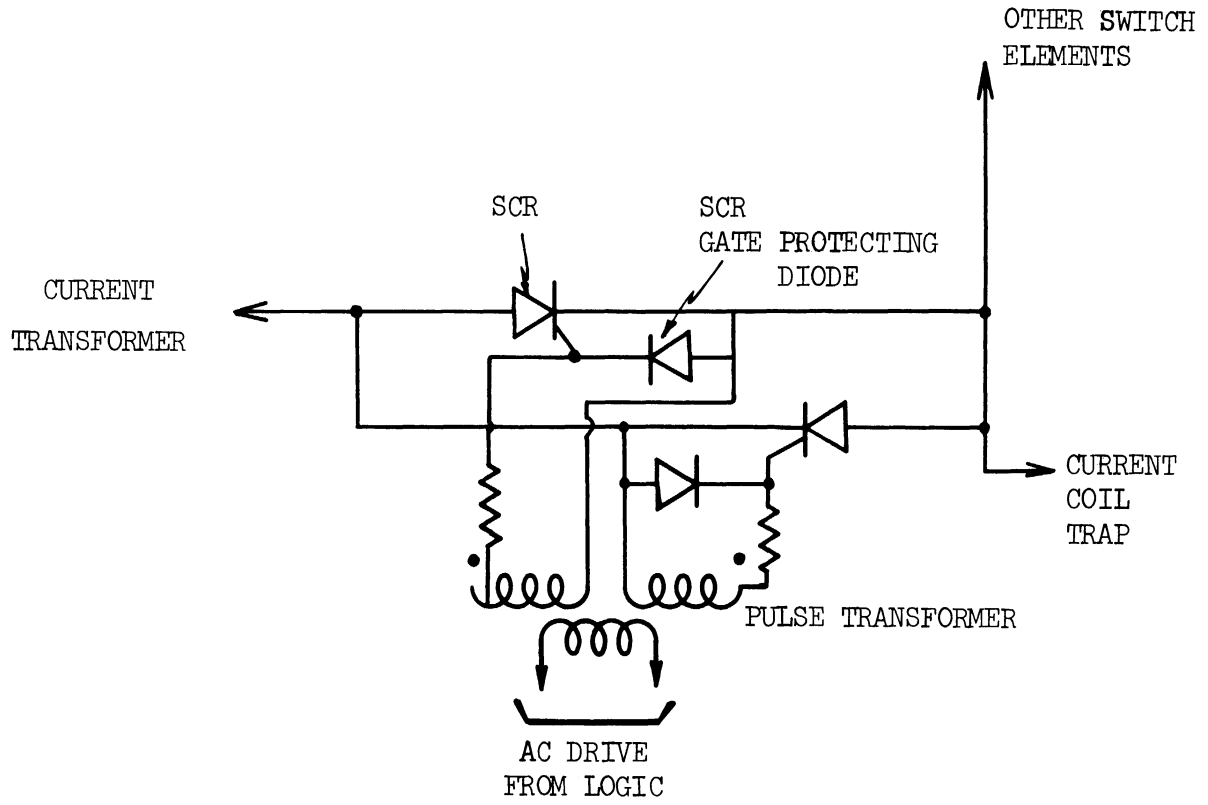 OTHER SWITCH
ELEMENTS
SCR
SCR
GATE PROTECTING
DIODE
CURRENT
TRANSFORMER
CURRENT
COIL
TRAP
PULSE TRANSFORMER
AC DRIVE
FROM LOGIC